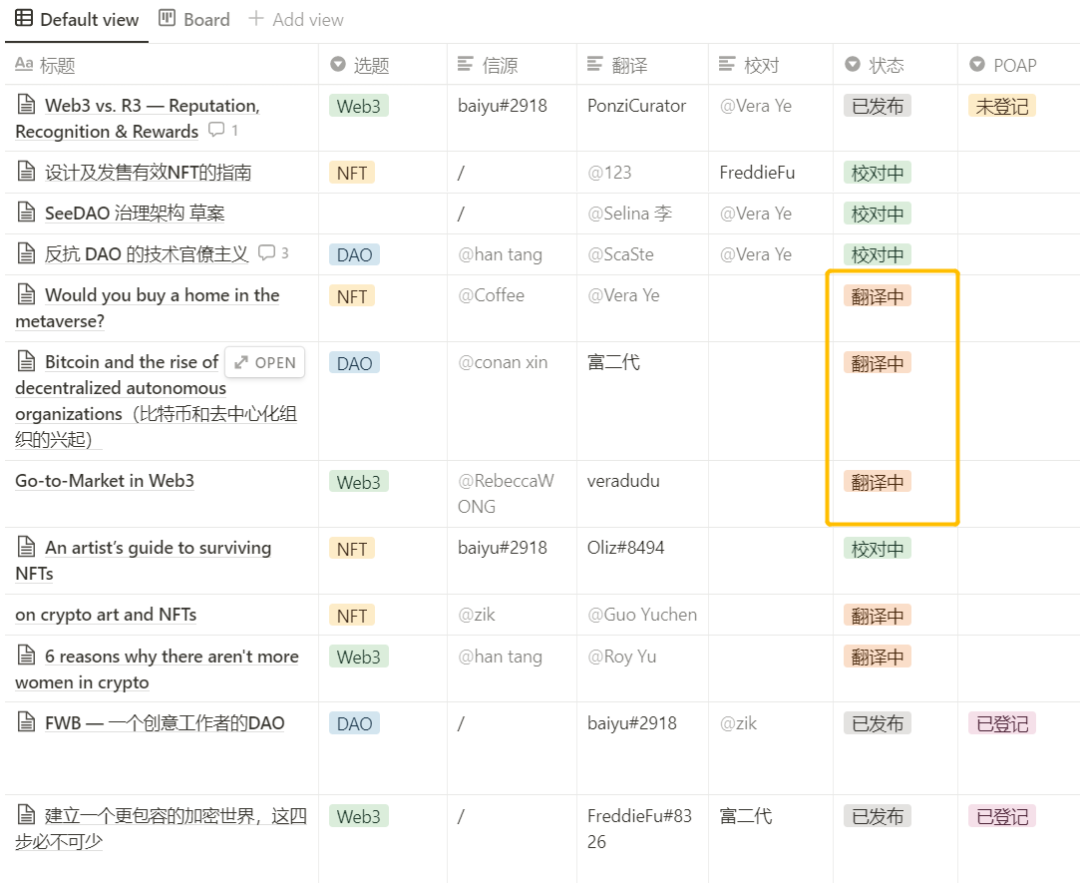 Default view Board + Add view
Aa 标题 选题 信源 翻译 校对 状态 POAP
Web3 vs. R3 — Reputation, Web3 baiyu#2918 PonziCurator @Vera Ye 已发布 未登记
Recognition & Rewards 1
设计及发售有效NFT的指南 NFT / @123 FreddieFu 校对中
SeeDAO 治理架构 草案 / @Selina 李 @Vera Ye 校对中
反抗 DAO 的技术官僚主义 3 DAO @han tang @ScaSte @Vera Ye 校对中
Would you buy a home in the NFT @Coffee @Vera Ye 翻译中
metaverse?
Bitcoin and the rise of OPEN DAO @conan xin 富二代 翻译中
decentralized autonomous
organizations（比特币和去中心化组
织的兴起）
Go-to-Market in Web3 Web3 @RebeccaW veradudu 翻译中
ONG
An artist’s guide to surviving NFT baiyu#2918 Oliz#8494 校对中
NFTs
on crypto art and NFTs NFT @zik @Guo Yuchen 翻译中
6 reasons why there aren't more Web3 @han tang @Roy Yu 翻译中
women in crypto
FWB — 一个创意工作者的DAO DAO / baiyu#2918 @zik 已发布 已登记
建立一个更包容的加密世界，这四 Web3 / FreddieFu#83 富二代 已发布 已登记
步必不可少 26